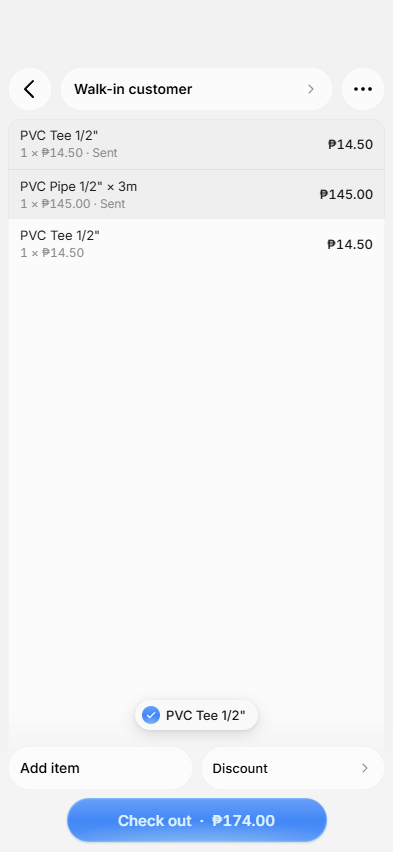 Walk-in customer
PVC Tee 1/2"
₱14.50
1 × ₱14.50 · Sent
PVC Pipe 1/2" × 3m
₱145.00
1 × ₱145.00 · Sent
PVC Tee 1/2"
₱14.50
1 × ₱14.50
PVC Tee 1/2"
Add item
Discount
Check out · ₱174.00